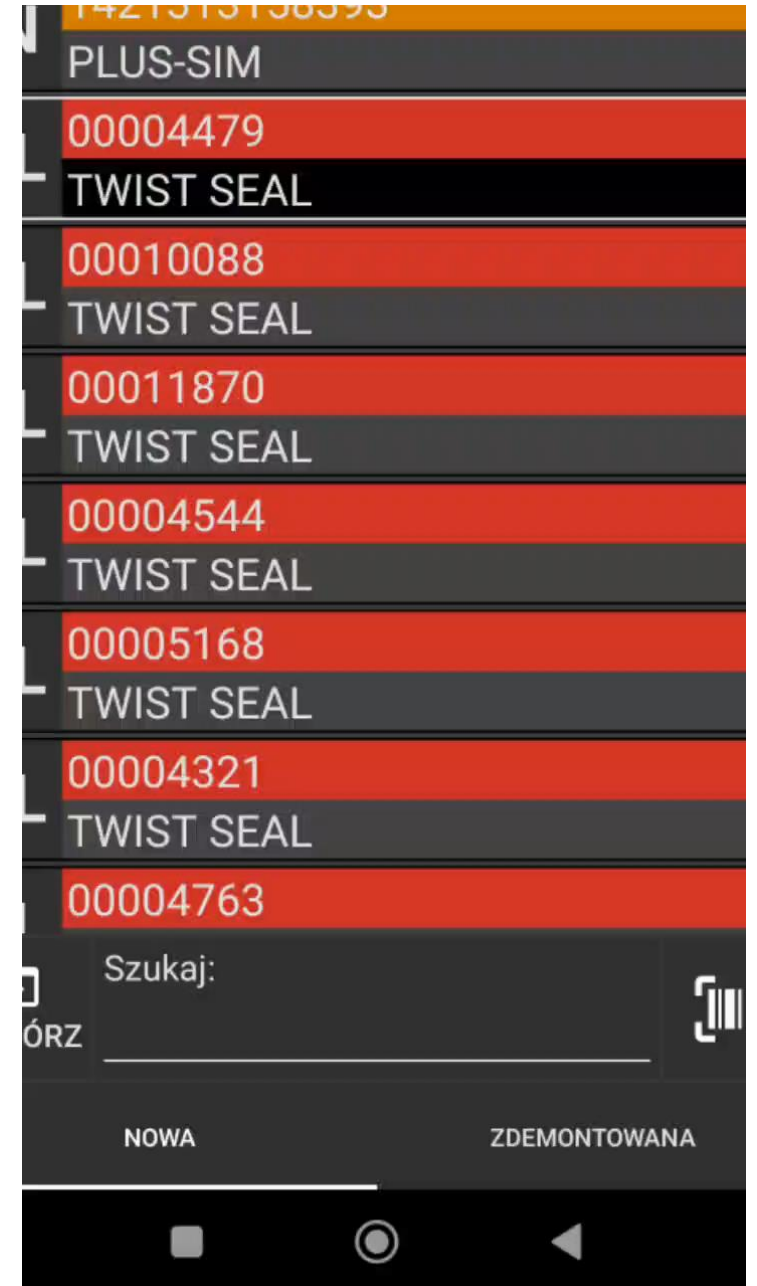 PLUS-SIM
00004479
TWIST SEAL
00010088
TWIST SEAL
00011870
TWIST SEAL
00004544
TWIST SEAL
00005168
TWIST SEAL
00004321
TWIST SEAL
00004763
Szukaj:
ÓRZ
NOWA
ZDEMONTOWANA